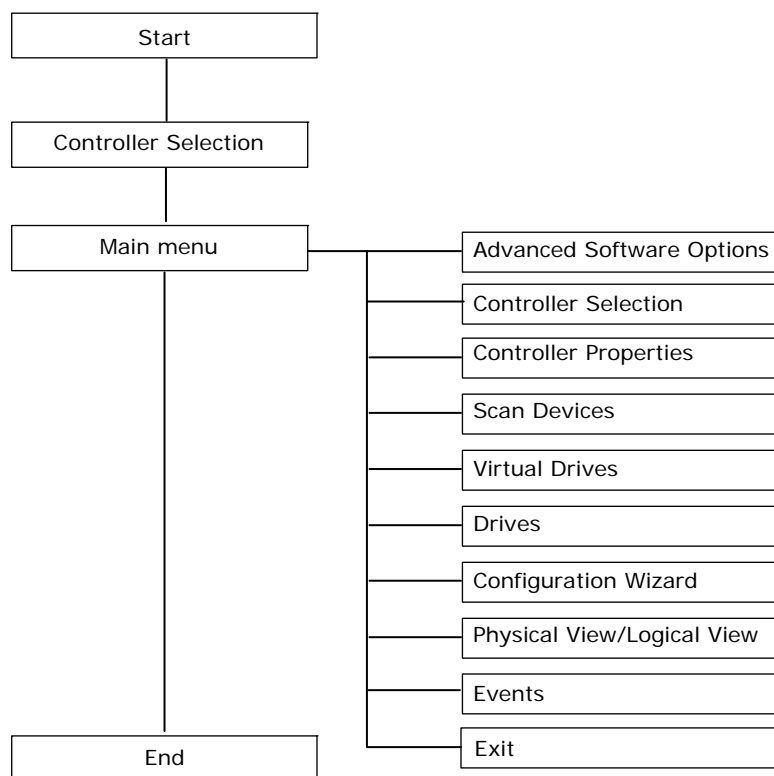 Start
Controller Selection
Main menu
Advanced Software Options
Controller Selection
Controller Properties
Scan Devices
Virtual Drives
Drives
Configuration Wizard
Physical View/Logical View
Events
Exit
End